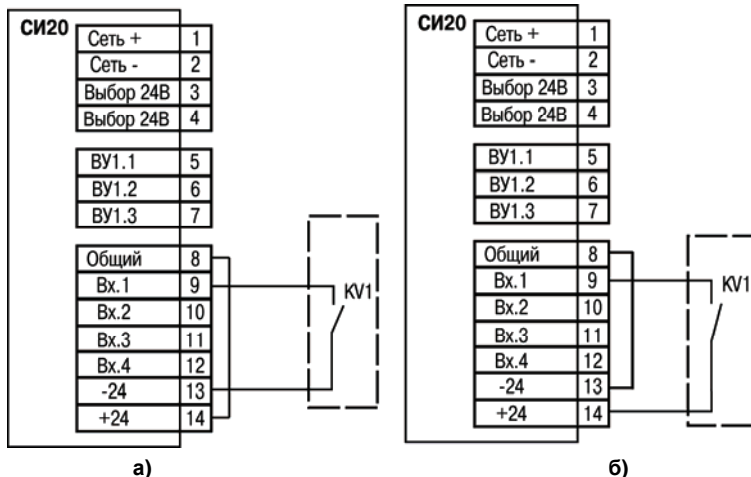 СИ20
Сеть + 1
Сеть - 2
Выбор 24В 3
Выбор 24В 4
ВУ1.1 5
ВУ1.2 6
ВУ1.3 7
Общий 8
Вх.1 9
Вх.2 10
Вх.3 11
Вх.4 12
-24 13
+24 14
KV1
а)
СИ20
Сеть + 1
Сеть - 2
Выбор 24В 3
Выбор 24В 4
ВУ1.1 5
ВУ1.2 6
ВУ1.3 7
Общий 8
Вх.1 9
Вх.2 10
Вх.3 11
Вх.4 12
-24 13
+24 14
KV1
б)